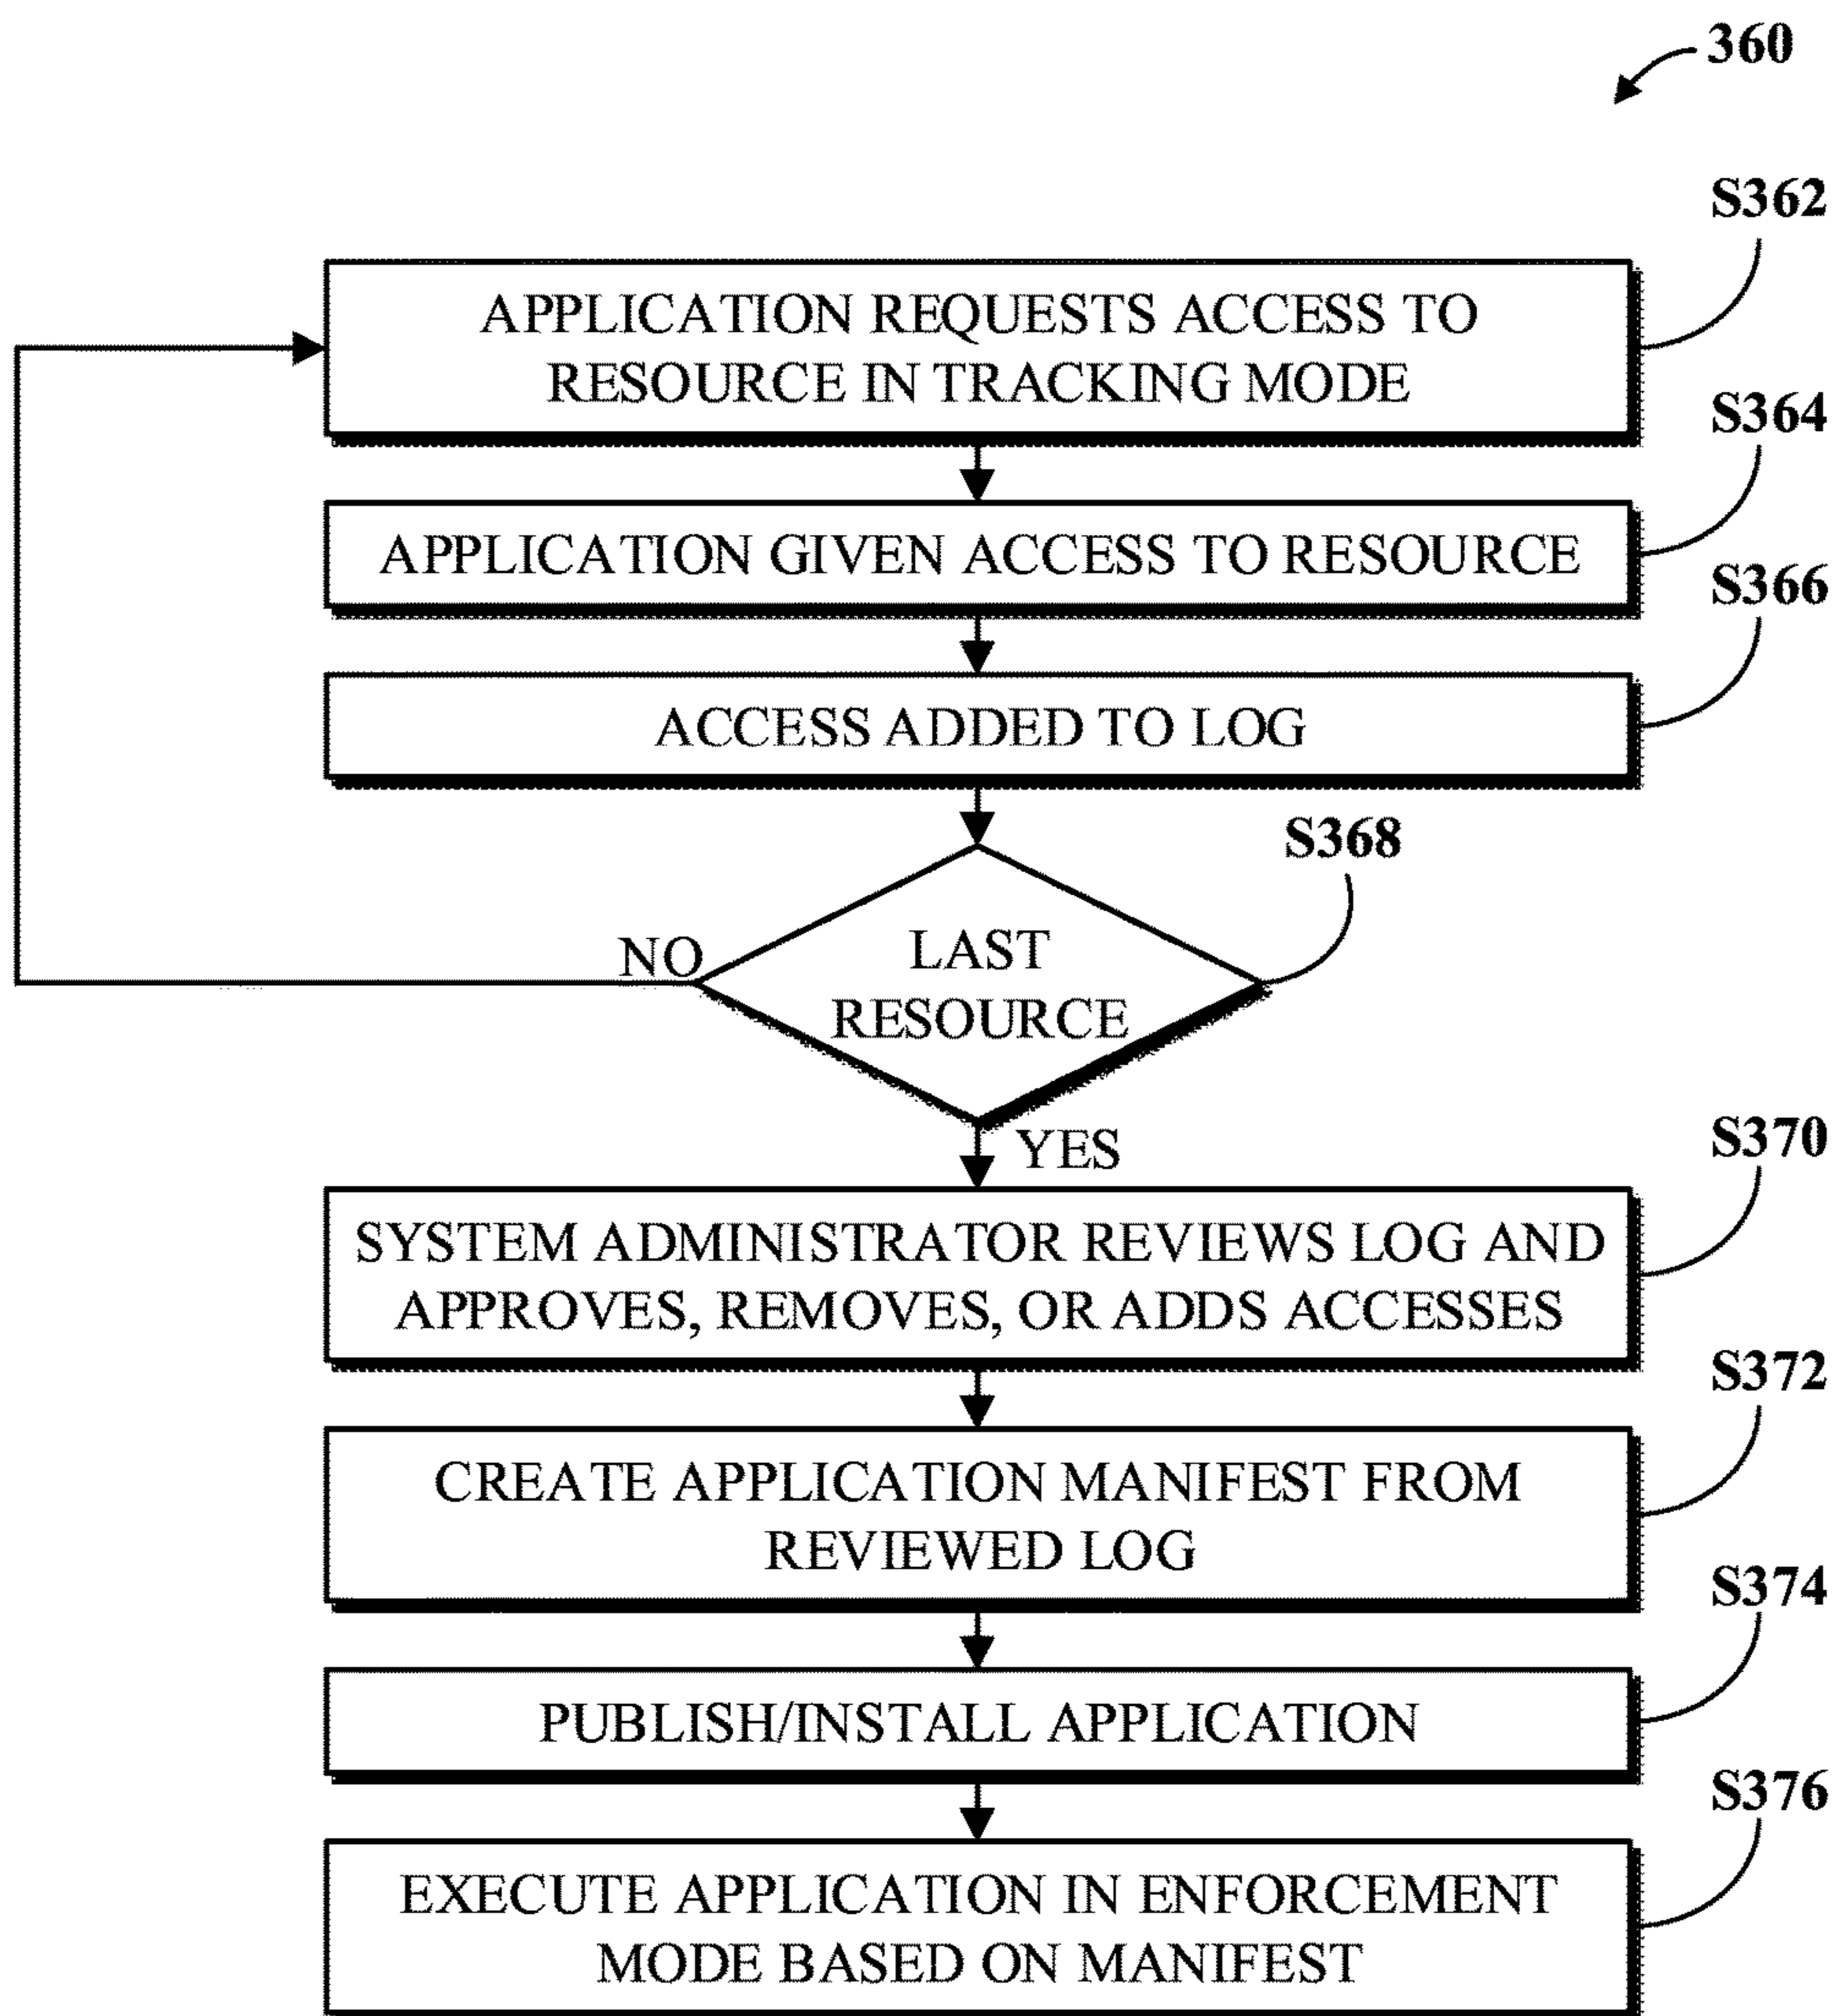 360
S362
APPLICATION REQUESTS ACCESS TO
RESOURCE IN TRACKING MODE
S364
APPLICATION GIVEN ACCESS TO RESOURCE
S366
ACCESS ADDED TO LOG
S368
NO
LAST
RESOURCE
YES
S370
SYSTEM ADMINISTRATOR REVIEWS LOG AND
APPROVES, REMOVES, OR ADDS ACCESSES
S372
CREATE APPLICATION MANIFEST FROM
REVIEWED LOG
S374
PUBLISH/INSTALL APPLICATION
S376
EXECUTE APPLICATION IN ENFORCEMENT
MODE BASED ON MANIFEST